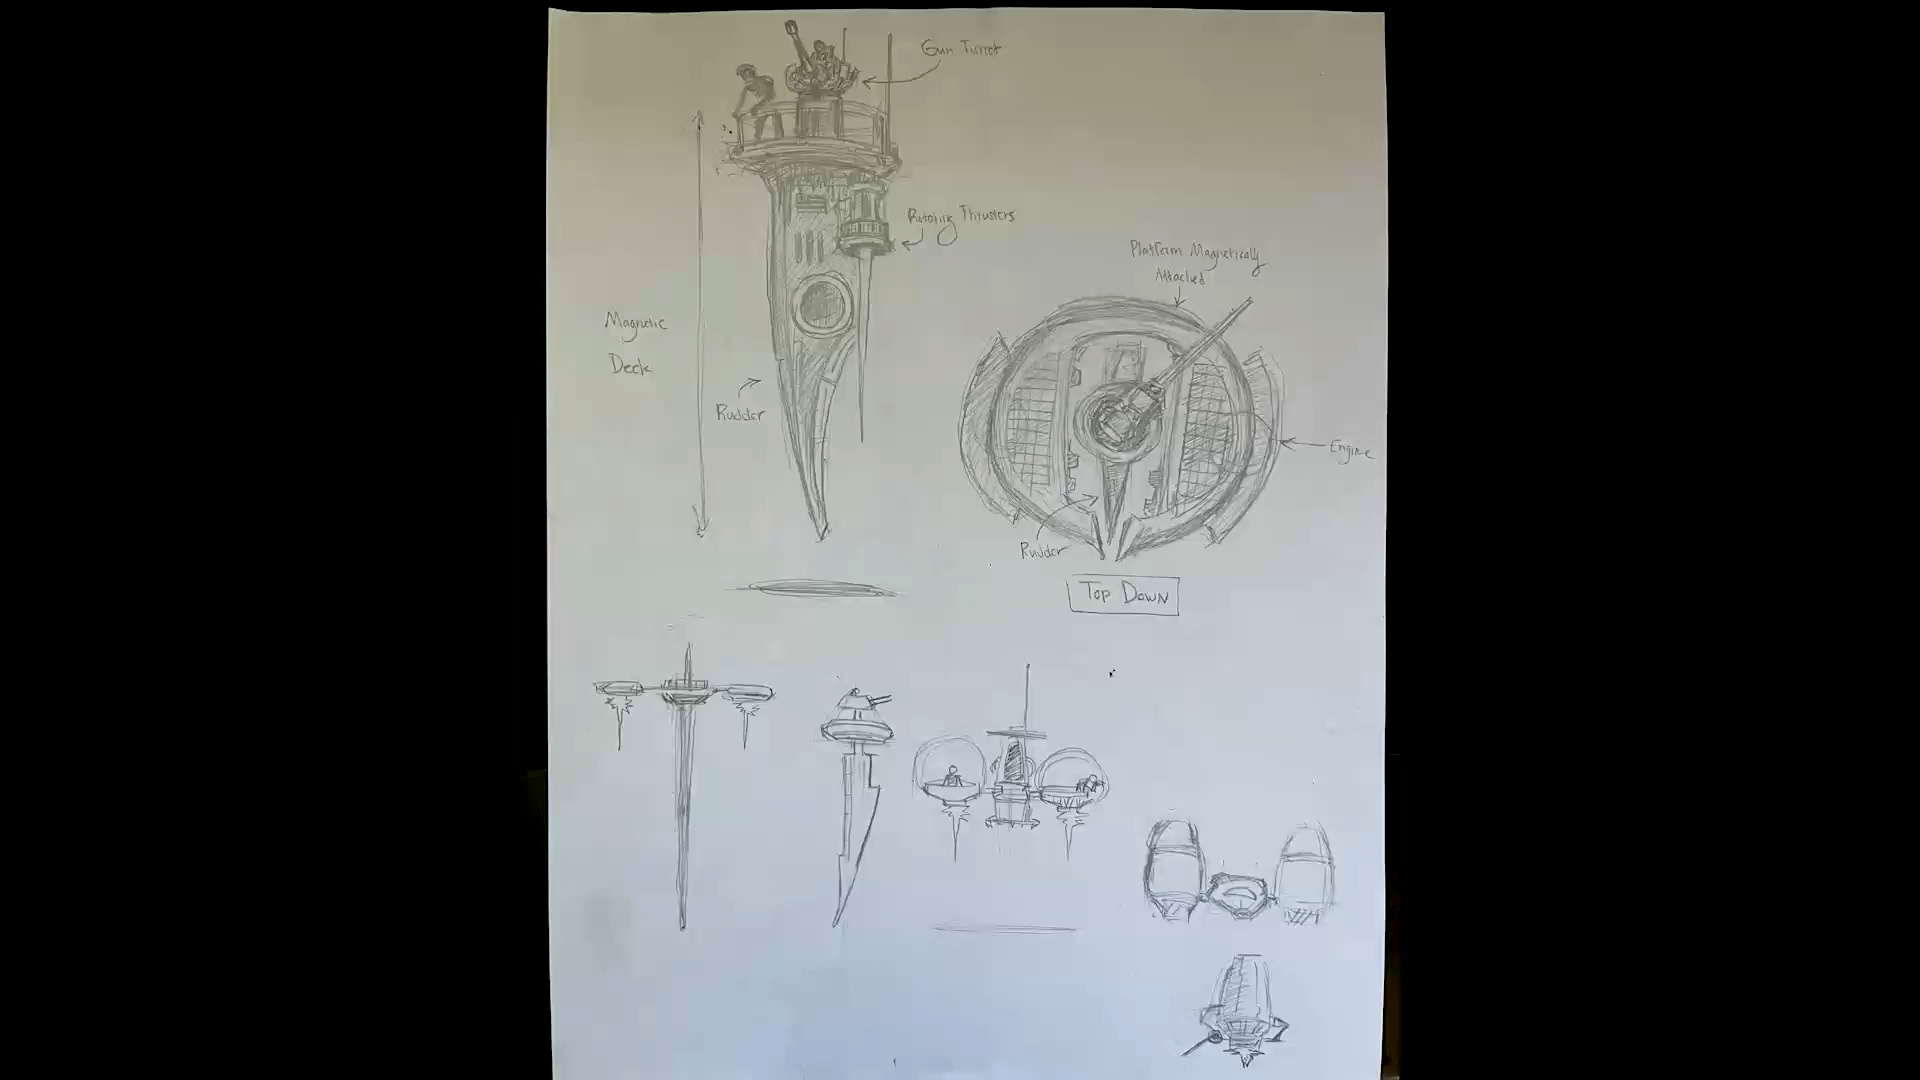 Gun Turret
Rotating Thrusters
Magnetic
Deck
Rudder
Platform Magnetically
Attached
Engine
Rudder
TOP DOWN